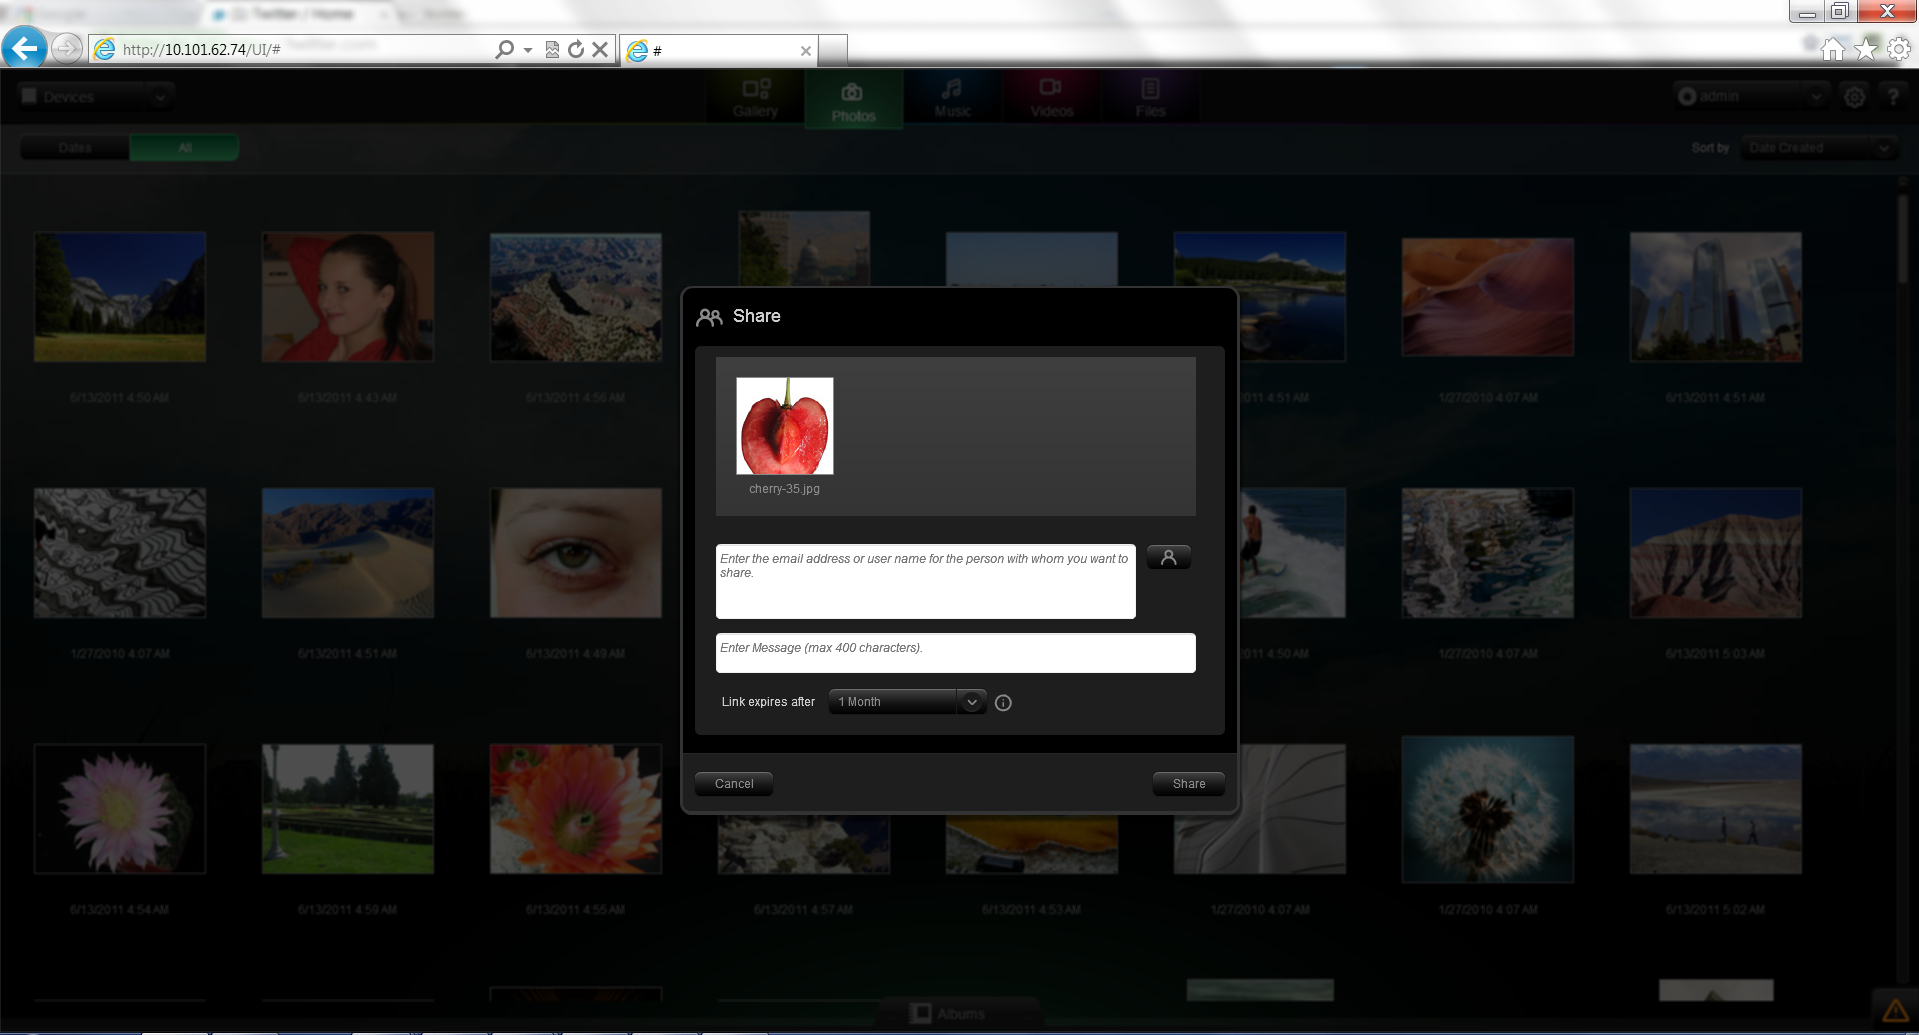 Twitter / Home
http://10.101.62.74/UI/#
#
Devices
Gallery
Photos
Music
Videos
Files
admin
?
Dates
All
Sort by
Date Created
6/13/2011 4:50 AM
6/13/2011 4:43 AM
6/13/2011 4:56 AM
4:51 AM
1/27/2010 4:07 AM
6/13/2011 4:51 AM
Share
cherry-35.jpg
Enter the email address or user name for the person with whom you want to
share.
Enter Message (max 400 characters).
Link expires after
1 Month
Cancel
Share
1/27/2010 4:07 AM
6/13/2011 4:51 AM
6/13/2011 4:49 AM
4:50 AM
1/27/2010 4:07 AM
6/13/2011 5:03 AM
6/13/2011 4:54 AM
6/13/2011 4:59 AM
6/13/2011 4:55 AM
6/13/2011 4:57 AM
6/13/2011 4:53 AM
1/27/2010 4:07 AM
1/27/2010 4:07 AM
6/13/2011 5:02 AM
Albums